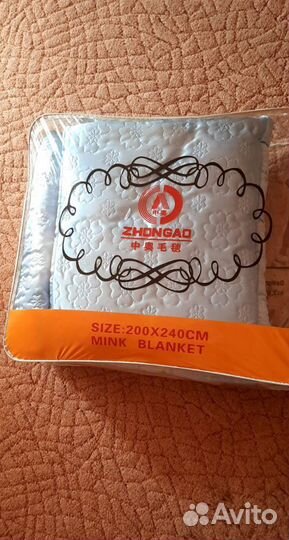 ZHONGAO
中奥毛毯
SIZE:200X240CM
MINK BLANKET
Avito